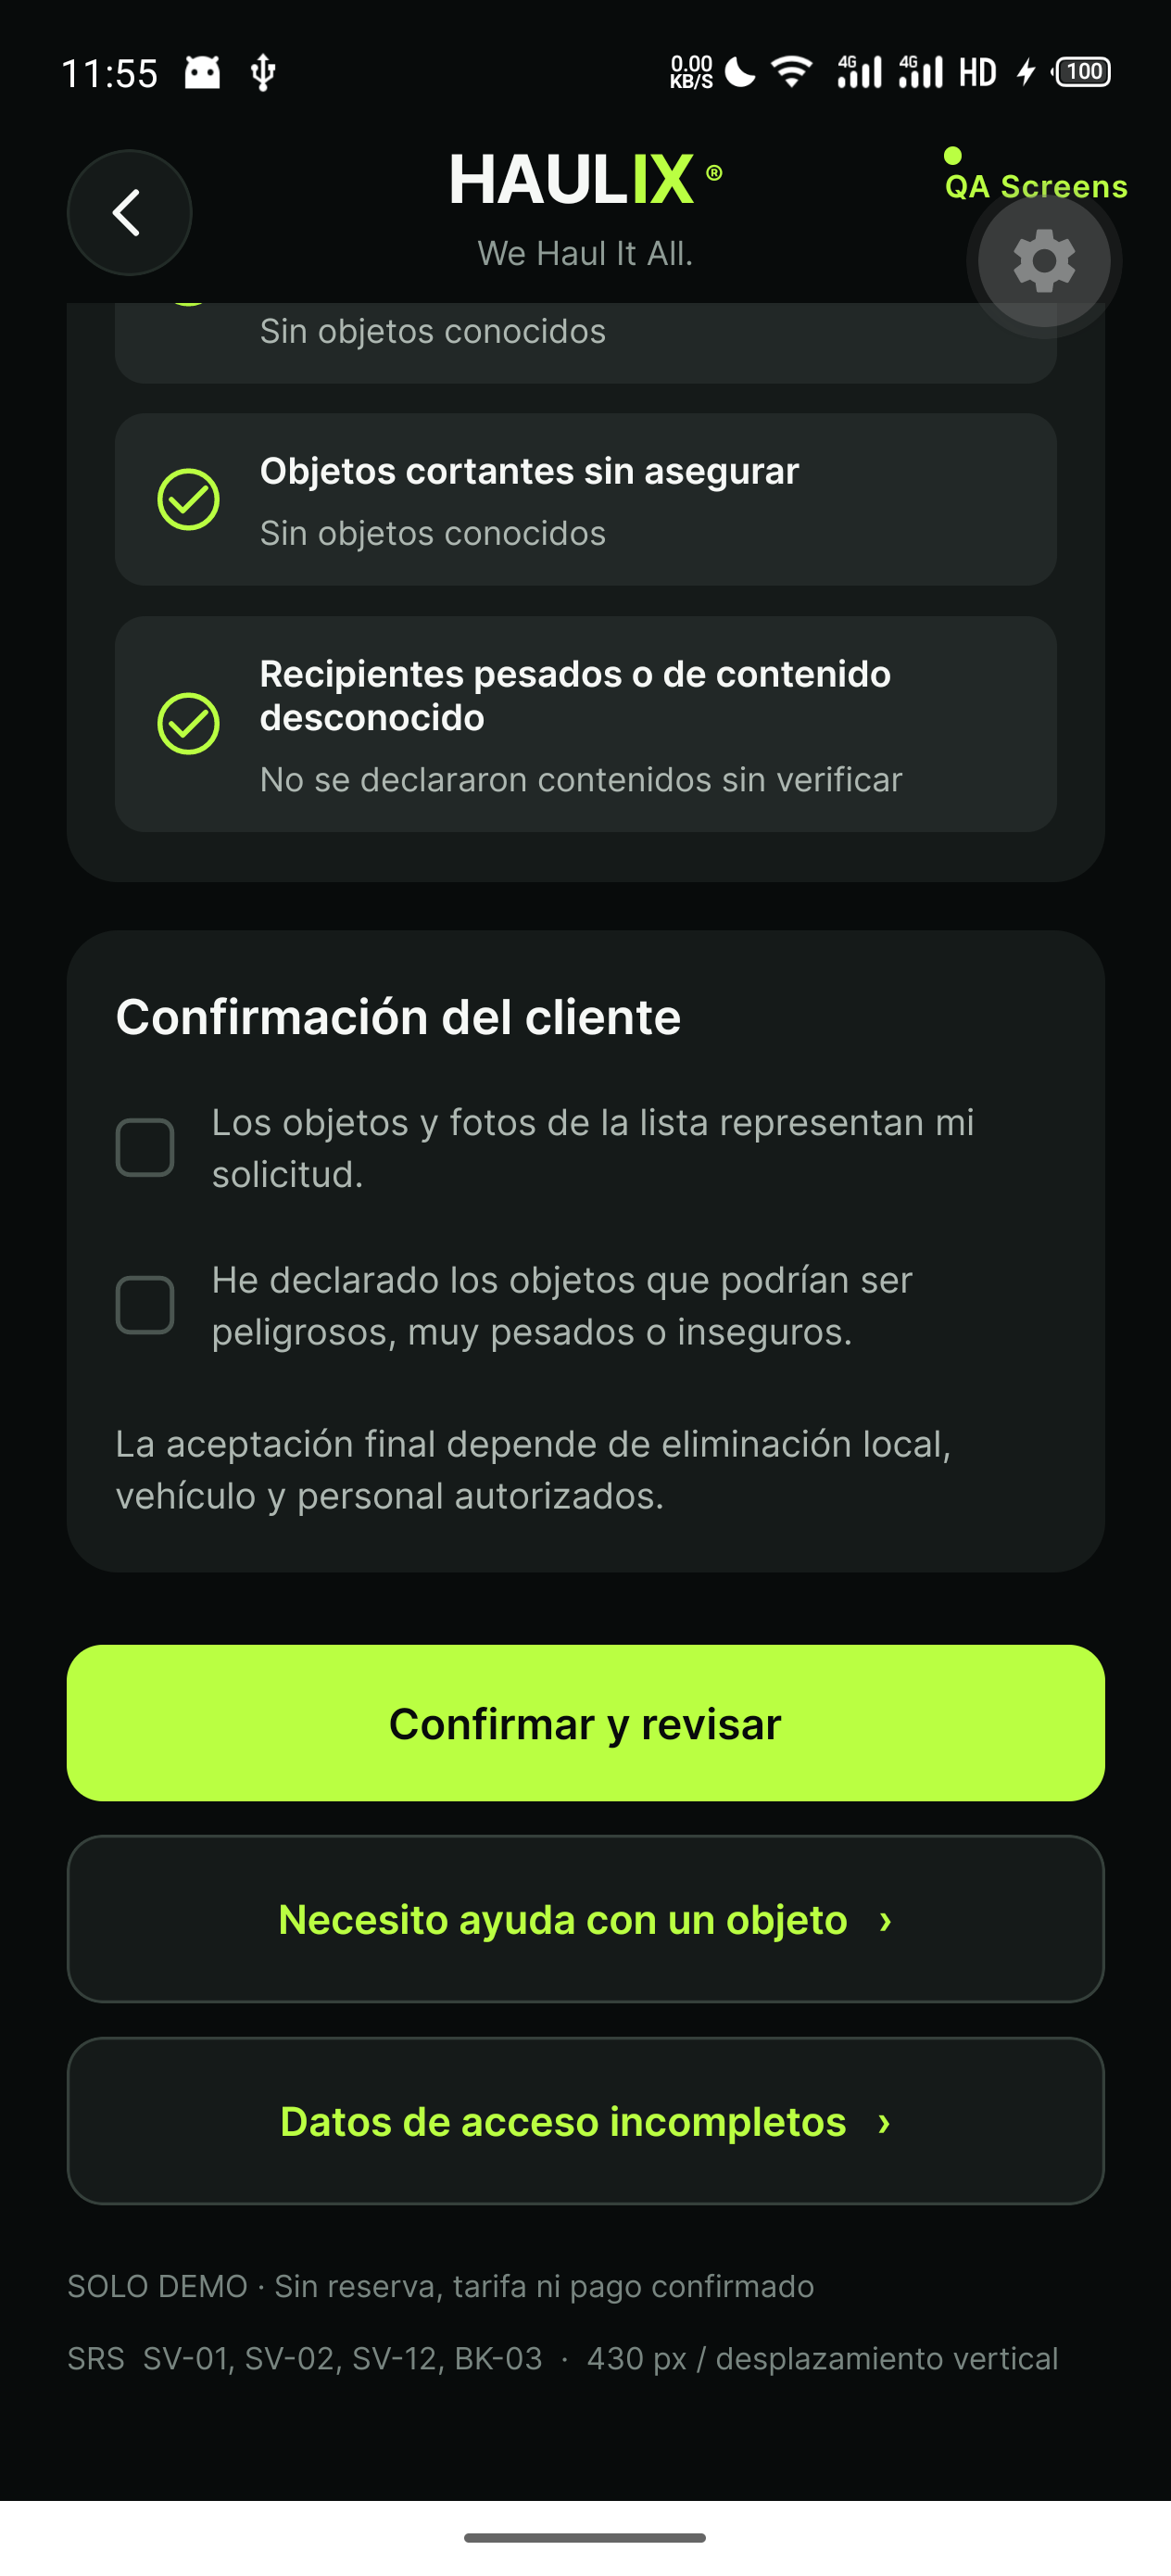 11:55
0.00 KB/S
4G 4G HD 100
HAULIX®
QA Screens
We Haul It All.
Sin objetos conocidos
Objetos cortantes sin asegurar
Sin objetos conocidos
Recipientes pesados o de contenido
desconocido
No se declararon contenidos sin verificar
Confirmación del cliente
Los objetos y fotos de la lista representan mi
solicitud.
He declarado los objetos que podrían ser
peligrosos, muy pesados o inseguros.
La aceptación final depende de eliminación local,
vehículo y personal autorizados.
Confirmar y revisar
Necesito ayuda con un objeto ›
Datos de acceso incompletos ›
SOLO DEMO · Sin reserva, tarifa ni pago confirmado
SRS SV-01, SV-02, SV-12, BK-03 · 430 px / desplazamiento vertical